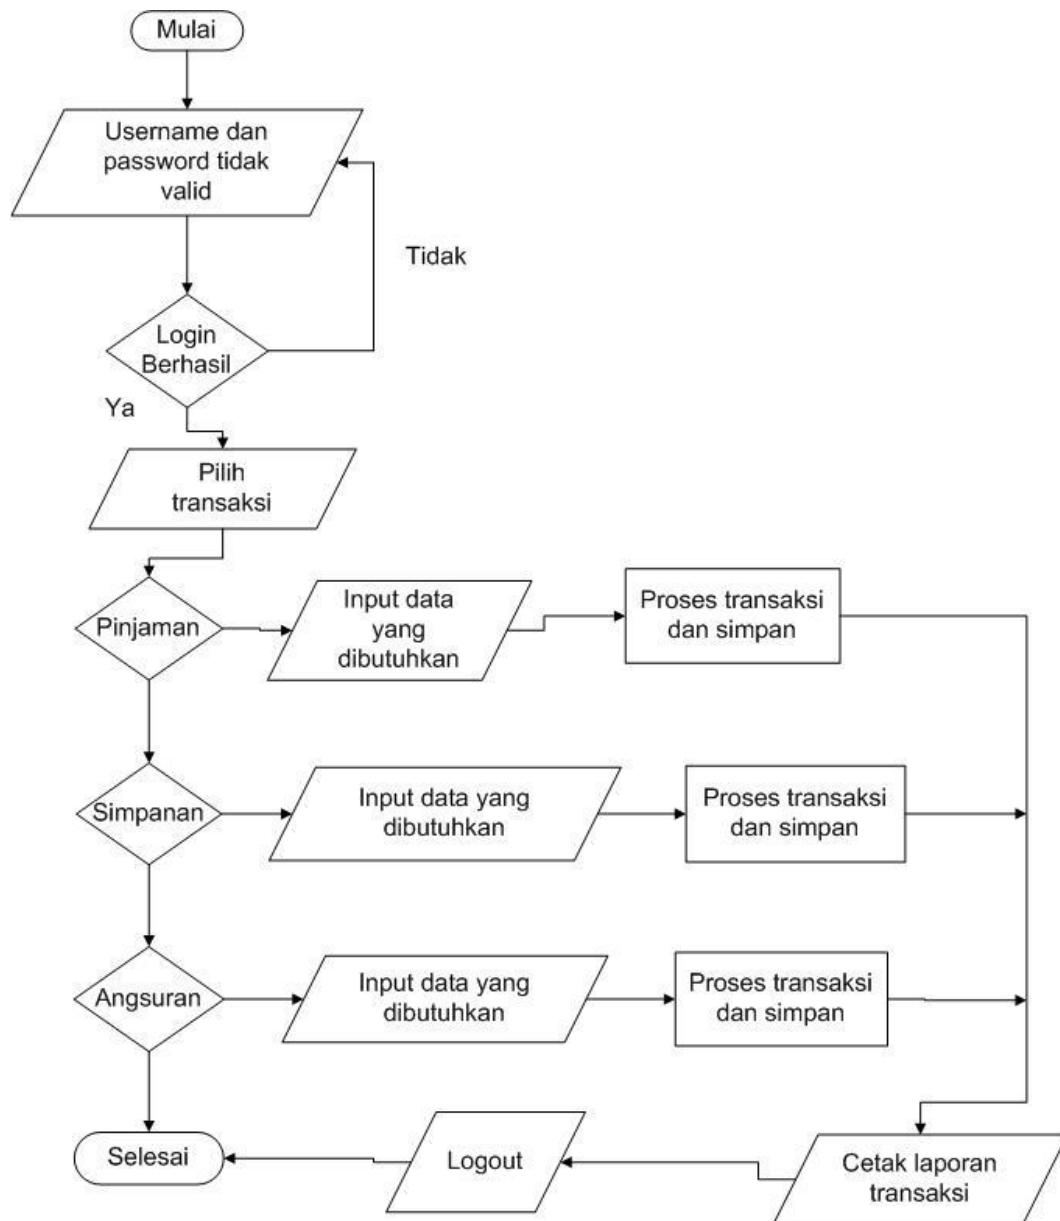 Mulai
Username dan
password tidak
valid
Tidak
Login
Berhasil
Ya
Pilih
transaksi
Pinjaman
Input data
yang
dibutuhkan
Proses transaksi
dan simpan
Simpanan
Input data yang
dibutuhkan
Proses transaksi
dan simpan
Angsuran
Input data yang
dibutuhkan
Proses transaksi
dan simpan
Selesai
Logout
Cetak laporan
transaksi